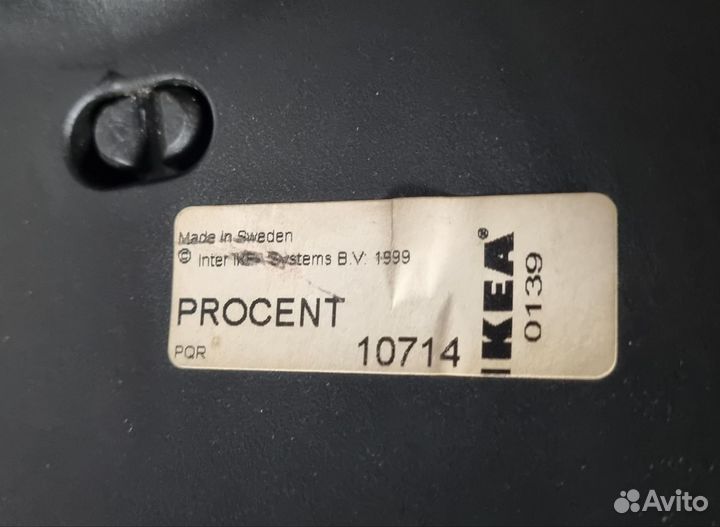 Made in Sweden
© Inter IKEA Systems B.V. 1999
PROCENT
PQR
10714
IKEA®
0139
Avito